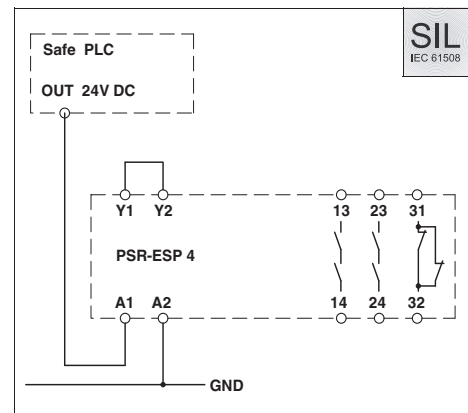 SIL
IEC 61508
Safe PLC
OUT 24V DC
Y1 Y2 13 23 31
PSR-ESP 4
A1 A2 14 24 32
GND